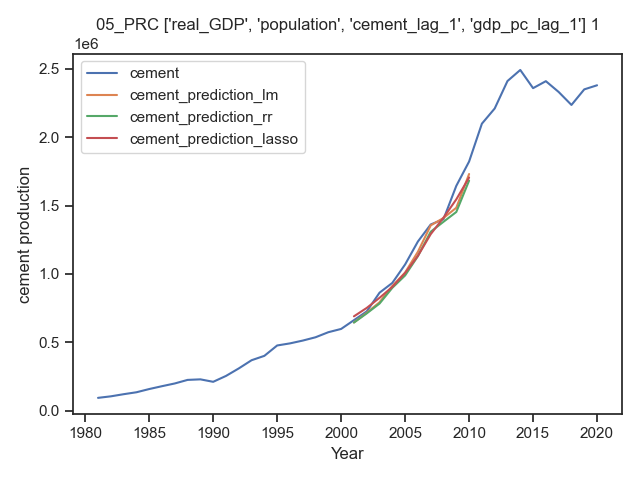 05_PRC ['real_GDP', 'population', 'cement_lag_1', 'gdp_pc_lag_1'] 1
1e6
2.5
2.0
1.5
1.0
0.5
0.0
cement production
cement
cement_prediction_lm
cement_prediction_rr
cement_prediction_lasso
1980 1985 1990 1995 2000 2005 2010 2015 2020
Year